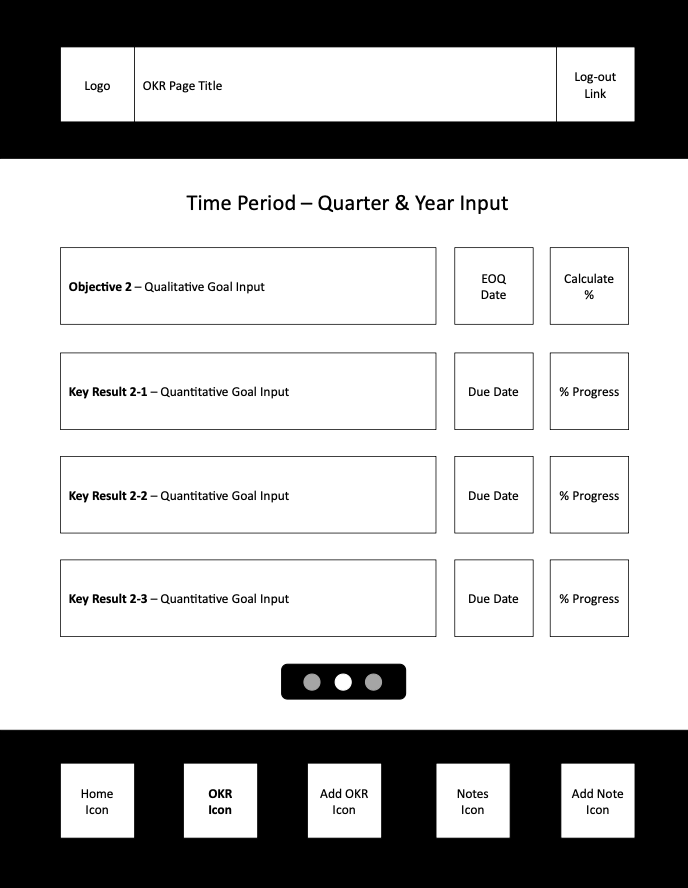 Logo
OKR Page Title
Log-out
Link
Time Period – Quarter & Year Input
Objective 2 – Qualitative Goal Input
EOQ
Date
Calculate
%
Key Result 2-1 – Quantitative Goal Input
Due Date
% Progress
Key Result 2-2 – Quantitative Goal Input
Due Date
% Progress
Key Result 2-3 – Quantitative Goal Input
Due Date
% Progress
Home
Icon
OKR
Icon
Add OKR
Icon
Notes
Icon
Add Note
Icon